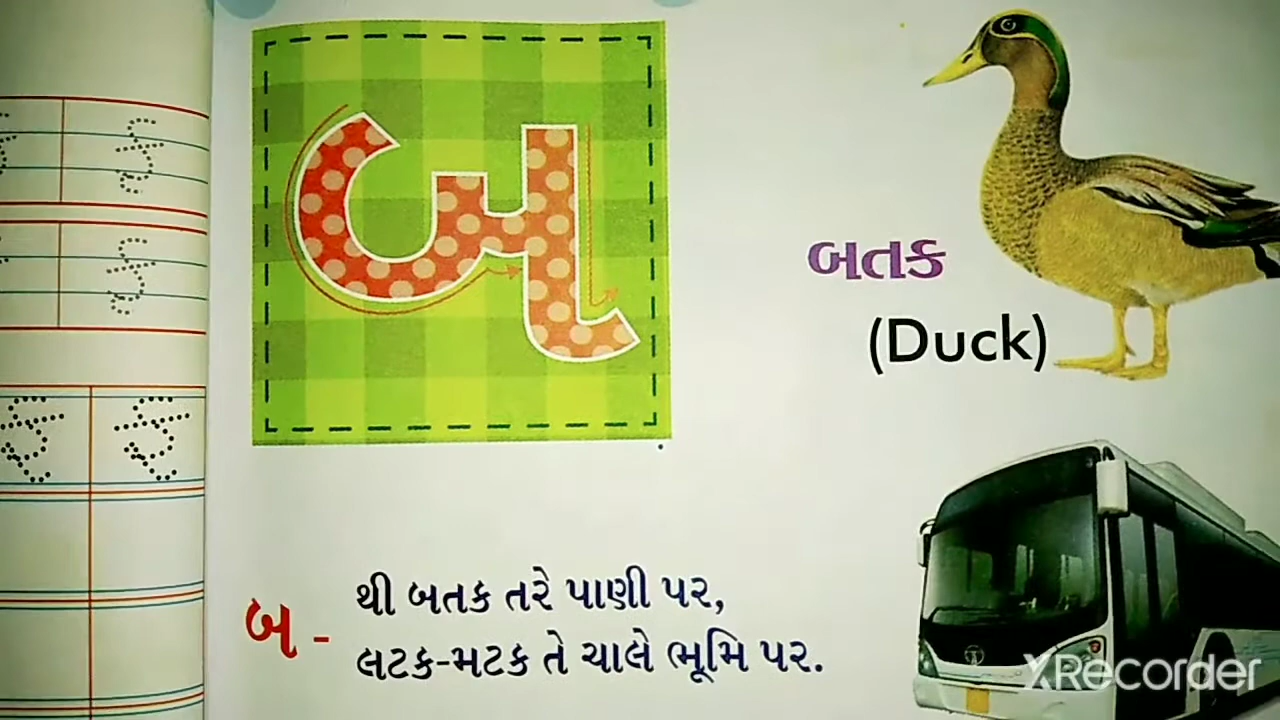 બ
બતક
(Duck)
બ - થી બતક તરે પાણી પર,
લટક-મટક તે ચાલે ભૂમિ પર.
XRecorder